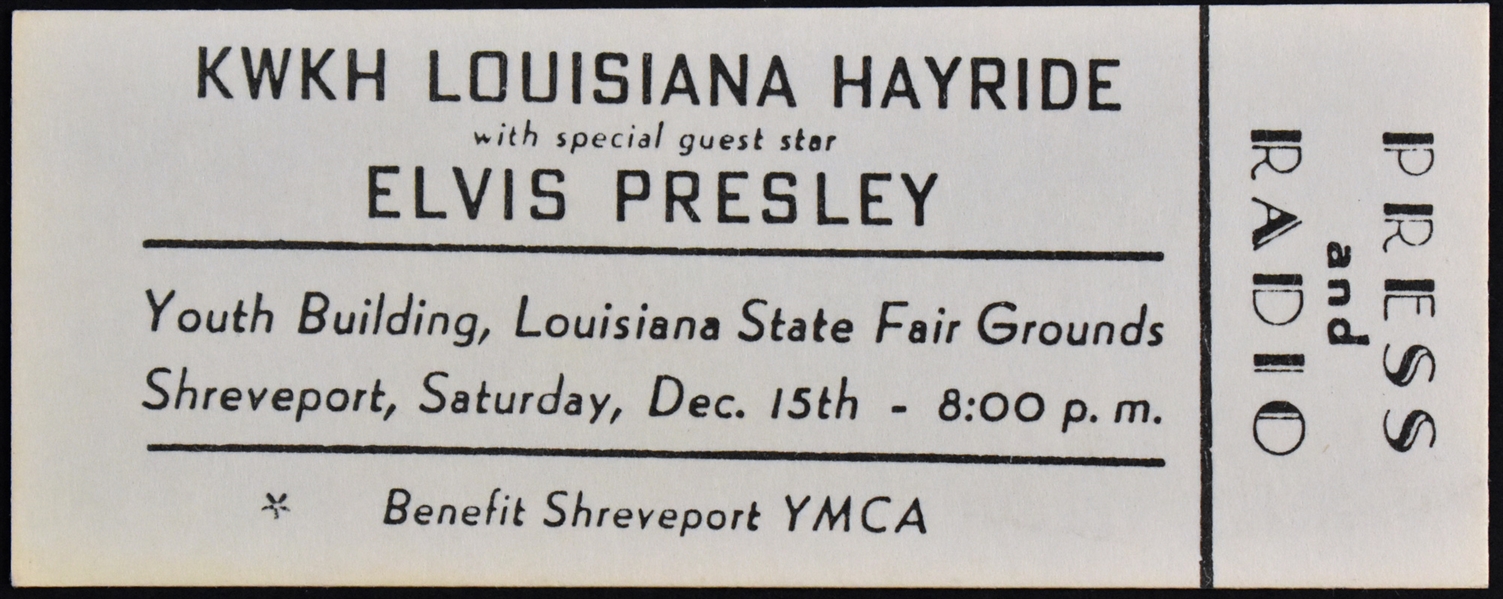 KWKH LOUISIANA HAYRIDE
with special guest star
ELVIS PRESLEY
Youth Building, Louisiana State Fair Grounds
Shreveport, Saturday, Dec. 15th - 8:00 p. m.
* Benefit Shreveport YMCA
PRESS
and
RADIO